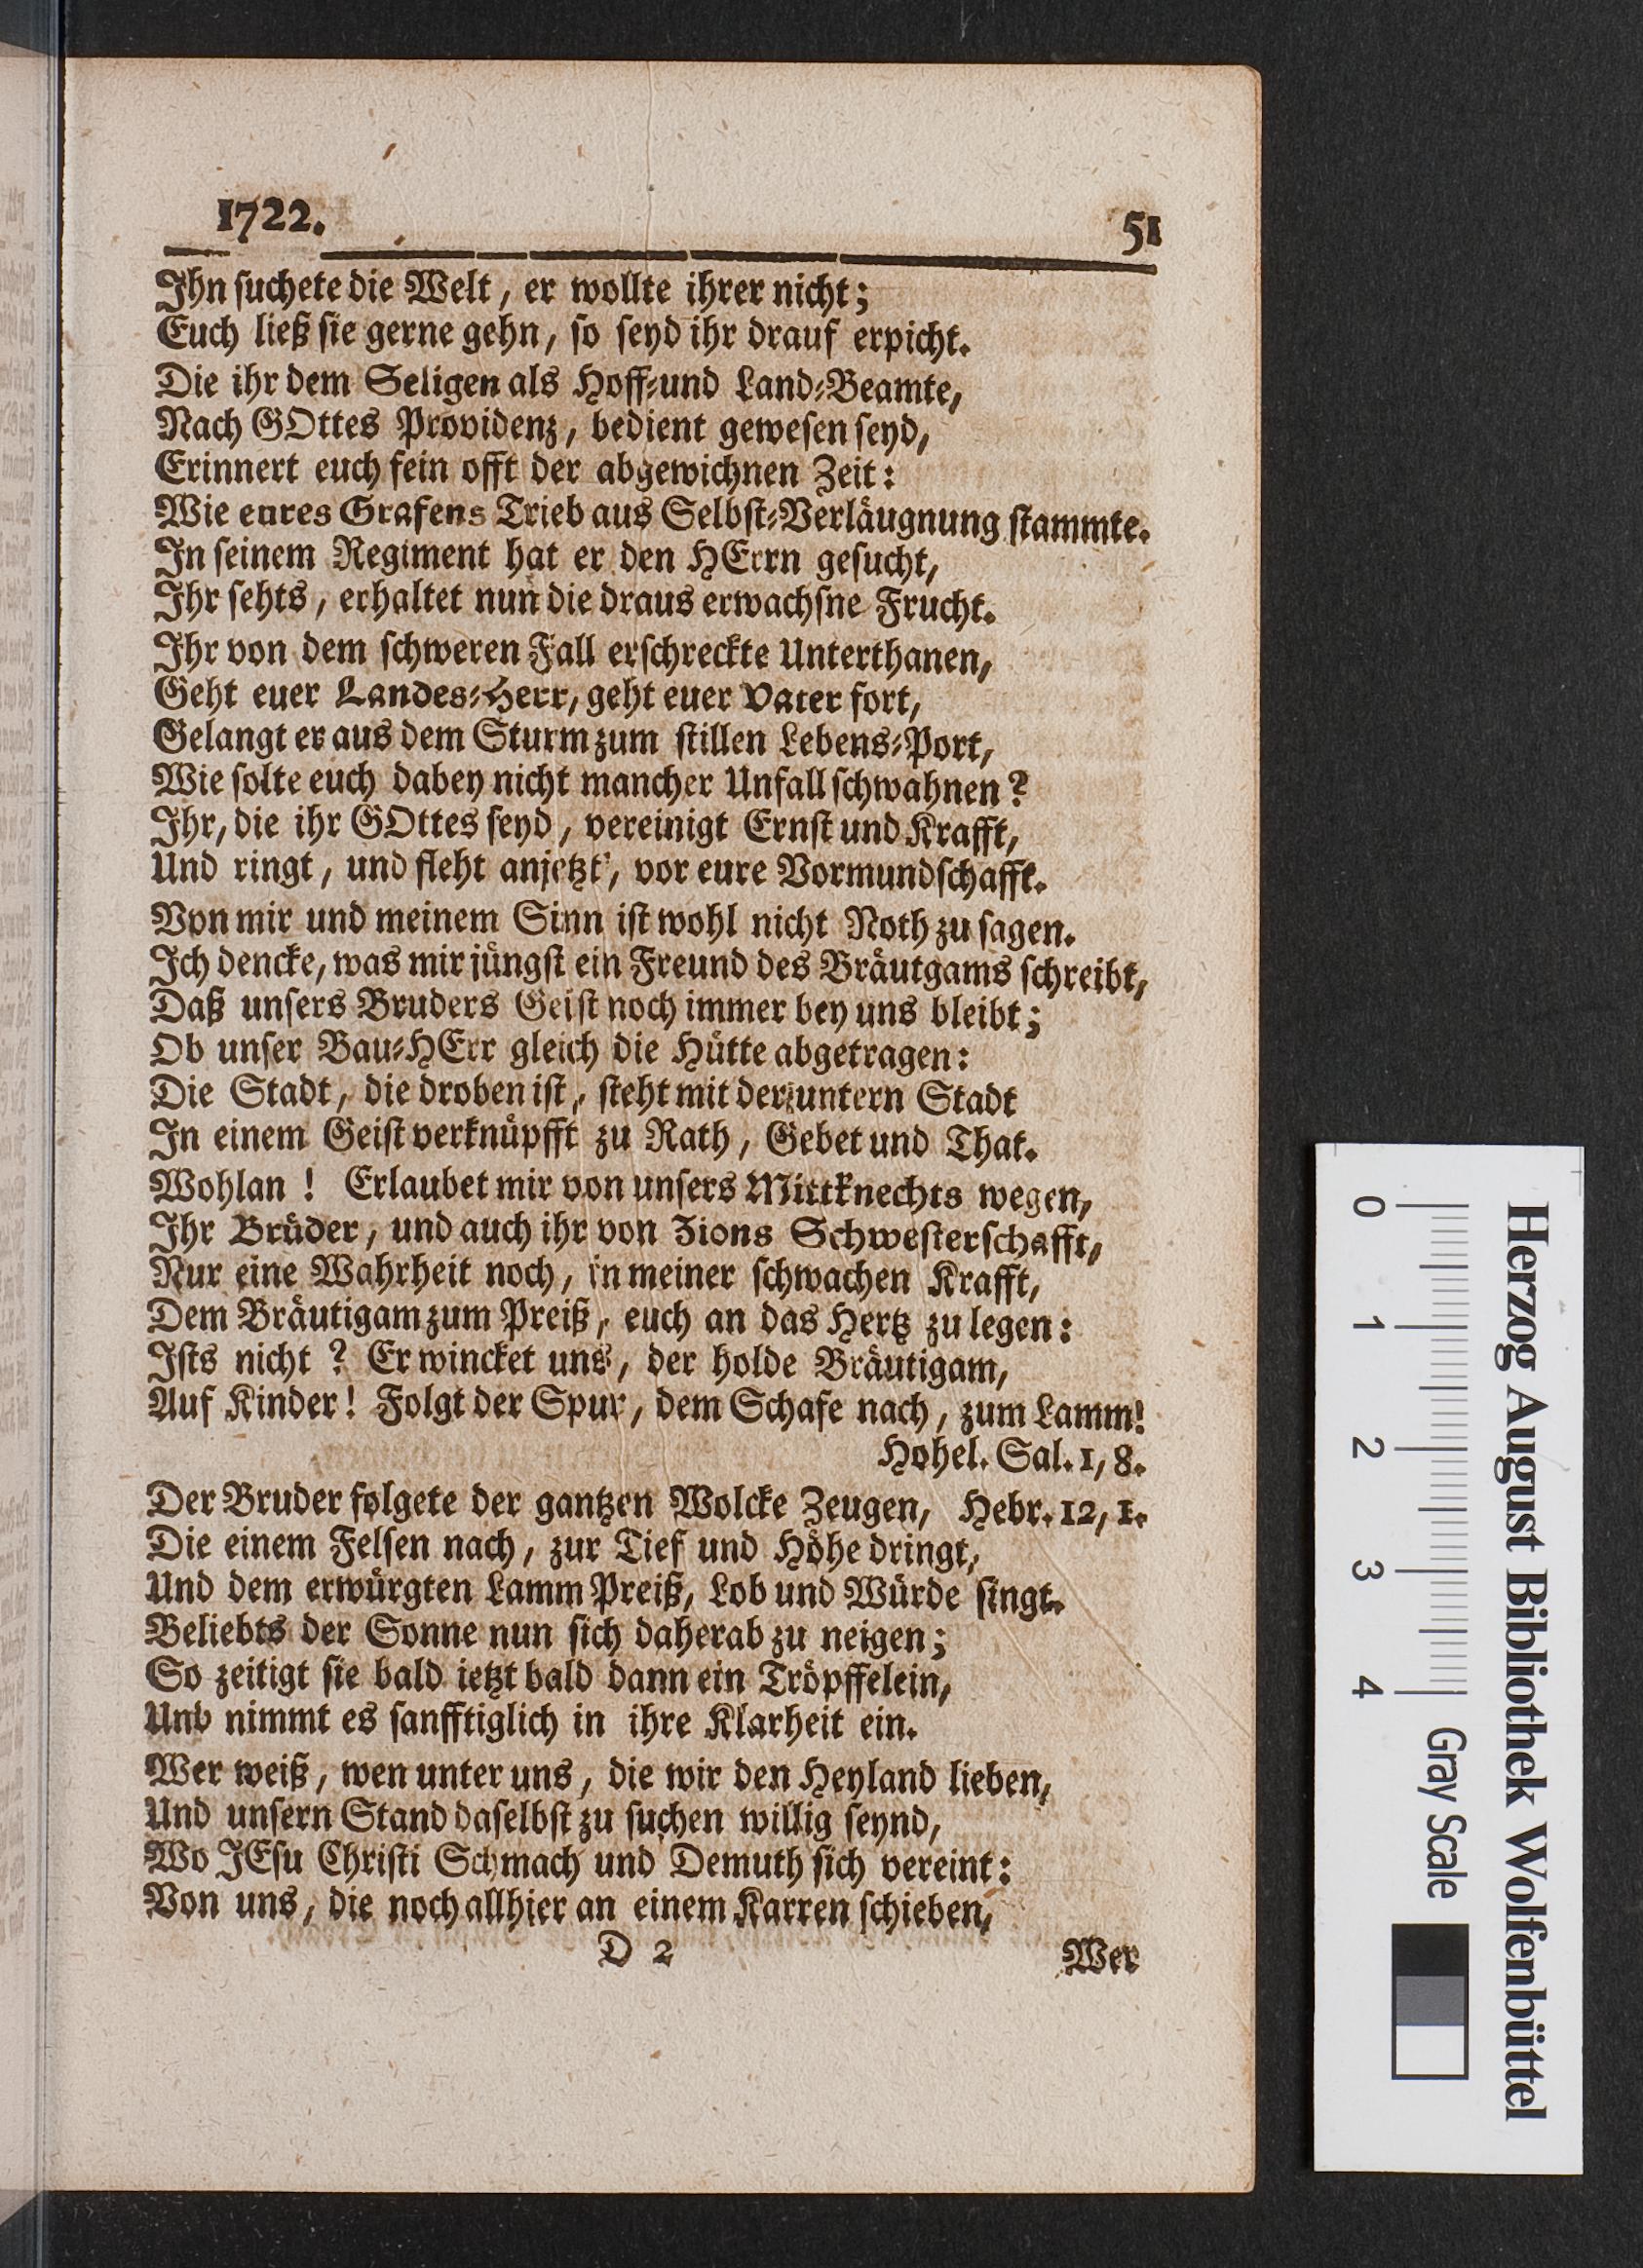 1722. 51
Ihn ſuchete die Welt, er wollte ihrer nicht;
Euch ließ ſie gerne gehn, ſo ſeyd ihr drauf erpicht.
Die ihr dem Seligen als Hoff⸗und Land⸗Beamte,
Nach GOttes Providenz, bedient geweſen ſeyd,
Erinnert euch fein offt der abgewichnen Zeit:
Wie eures Grafens Trieb aus Selbſt⸗Verläugnung ſtammte.
In ſeinem Regiment hat er den HErrn geſucht,
Ihr ſehts, erhaltet nun die draus erwachſne Frucht.
Ihr von dem ſchweren Fall erſchreckte Unterthanen,
Geht euer Landes⸗Herr, geht euer Vater fort,
Gelangt er aus dem Sturm zum ſtillen Lebens⸗Port,
Wie ſolte euch dabey nicht mancher Unfall ſchwahnen?
Ihr, die ihr GOttes ſeyd, vereinigt Ernſt und Krafft,
Und ringt, und fleht anjetzt, vor eure Vormundſchafft.
Von mir und meinem Sinn iſt wohl nicht Noth zu ſagen.
Ich dencke, was mir jüngſt ein Freund des Bräutgams ſchreibt,
Daß unſers Bruders Geiſt noch immer bey uns bleibt;
Ob unſer Bau⸗HErr gleich die Hütte abgetragen:
Die Stadt, die droben iſt, ſteht mit der untern Stadt
In einem Geiſt verknüpfft zu Rath, Gebet und That.
Wohlan! Erlaubet mir von unſers Mittknechts wegen,
Ihr Brüder, und auch ihr von Zions Schweſterſchafft,
Nur eine Wahrheit noch, in meiner ſchwachen Krafft,
Dem Bräutigam zum Preiß, euch an das Hertz zu legen:
Iſts nicht? Er wincket uns, der holde Bräutigam,
Auf Kinder! Folgt der Spur, dem Schafe nach, zum Lamm!
Hohel. Sal. 1, 8.
Der Bruder folgete der gantzen Wolcke Zeugen, Hebr. 12, 1.
Die einem Felſen nach, zur Tief und Höhe dringt,
Und dem erwürgten Lamm Preiß, Lob und Würde ſingt.
Beliebts der Sonne nun ſich daherab zu neigen;
So zeitigt ſie bald ietzt bald dann ein Tröpffelein,
Und nimmt es ſanfftiglich in ihre Klarheit ein.
Wer weiß, wen unter uns, die wir den Heyland lieben,
Und unſern Stand daſelbſt zu ſuchen willig ſeynd,
Wo JEſu Chriſti Schmach und Demuth ſich vereint:
Von uns, die noch allhier an einem Karren ſchieben,
D 2 Wer
Herzog August Bibliothek Wolfenbüttel
0 1 2 3 4 Gray Scale